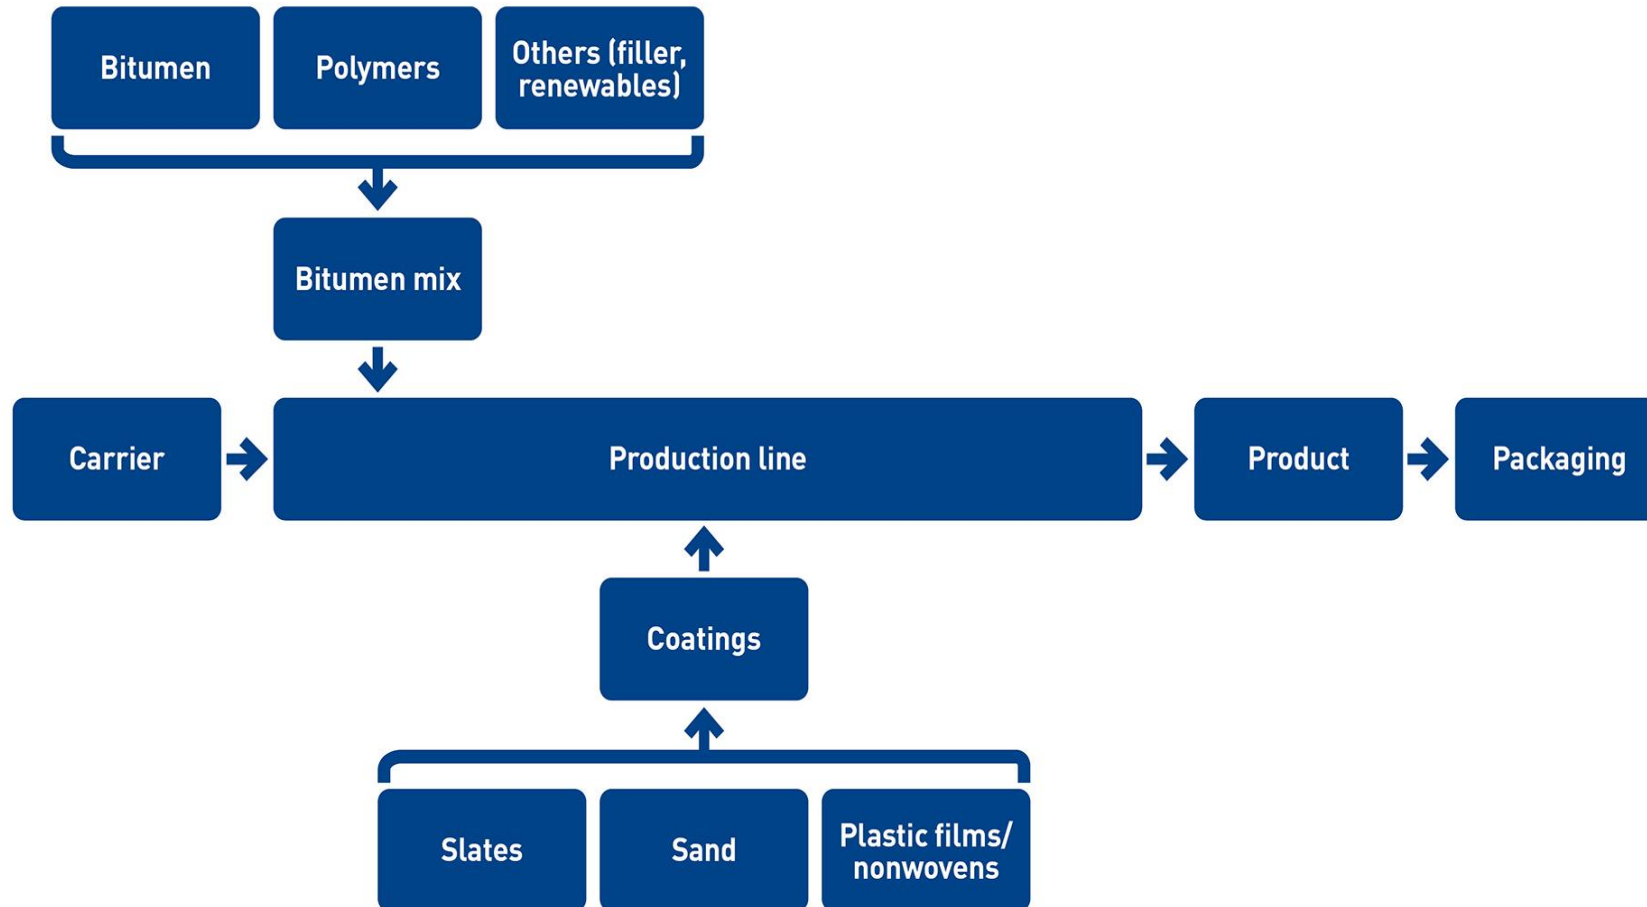 Bitumen
Polymers
Others (filler,
renewables)
Bitumen mix
Carrier
Production line
Product
Packaging
Coatings
Slates
Sand
Plastic films/
nonwovens